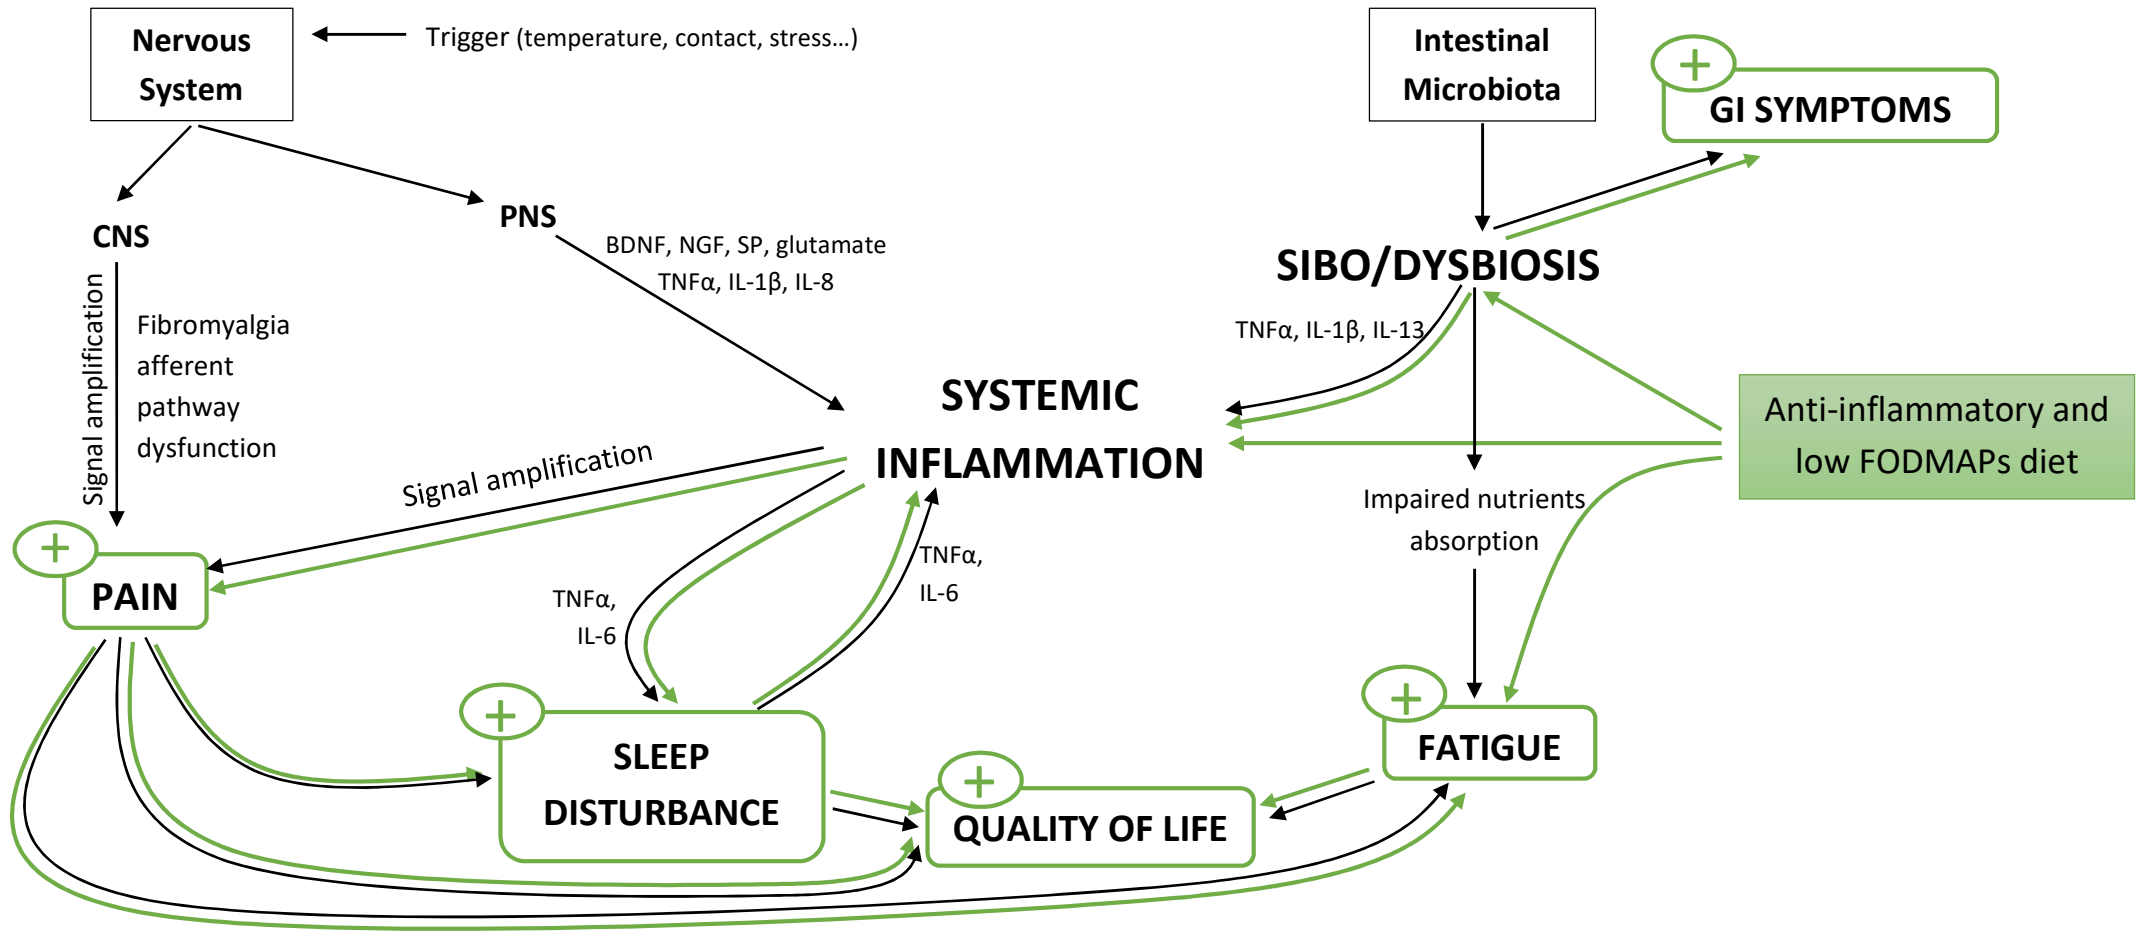 Nervous
System
Trigger (temperature, contact, stress…)
Intestinal
Microbiota
+
GI SYMPTOMS
CNS
PNS
BDNF, NGF, SP, glutamate
TNFα, IL-1β, IL-8
SIBO/DYSBIOSIS
TNFα, IL-1β, IL-13
Signal amplification
Fibromyalgia
afferent
pathway
dysfunction
SYSTEMIC
INFLAMMATION
Anti-inflammatory and
low FODMAPs diet
Signal amplification
Impaired nutrients
absorption
+
PAIN
TNFα,
IL-6
TNFα,
IL-6
+
SLEEP
DISTURBANCE
+
QUALITY OF LIFE
+
FATIGUE